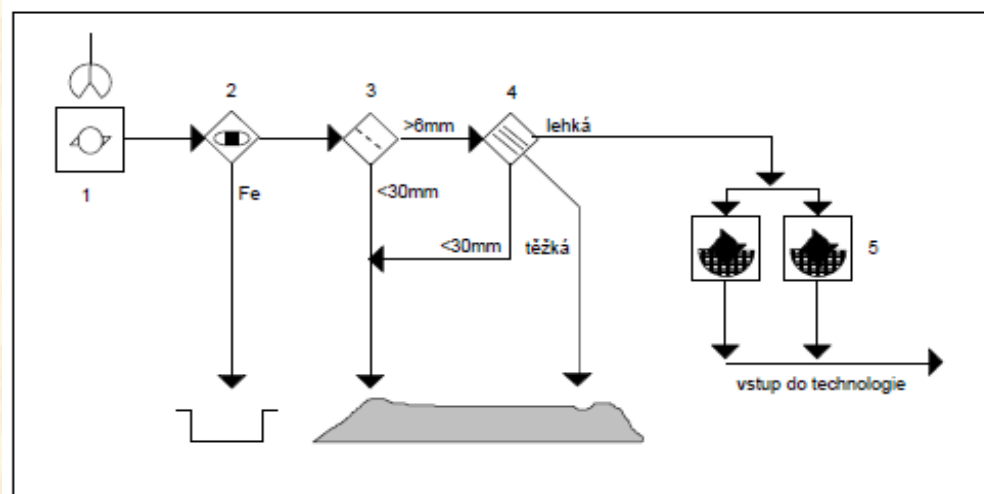 2
3
4
>6mm
lehká
1
Fe
<30mm
<30mm
těžká
5
vstup do technologie